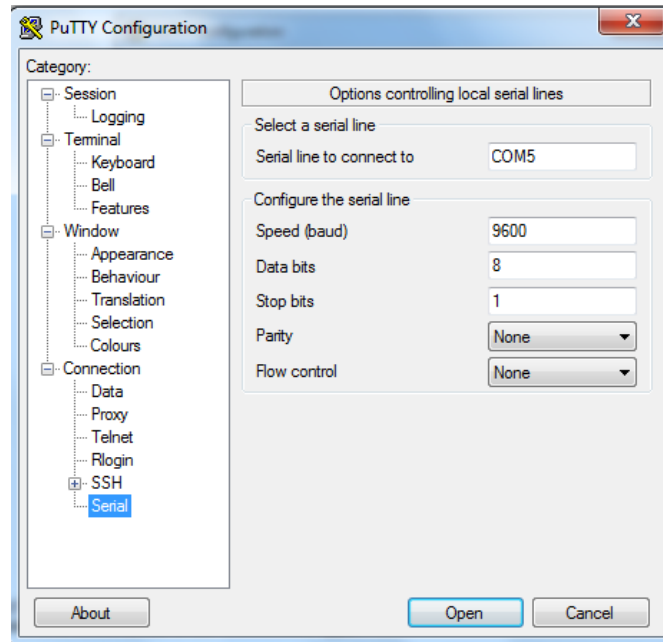 PuTTY Configuration
Category:
Session
Logging
Terminal
Keyboard
Bell
Features
Window
Appearance
Behaviour
Translation
Selection
Colours
Connection
Data
Proxy
Telnet
Rlogin
SSH
Serial
Options controlling local serial lines
Select a serial line
Serial line to connect to COM5
Configure the serial line
Speed (baud) 9600
Data bits 8
Stop bits 1
Parity None
Flow control None
About Open Cancel